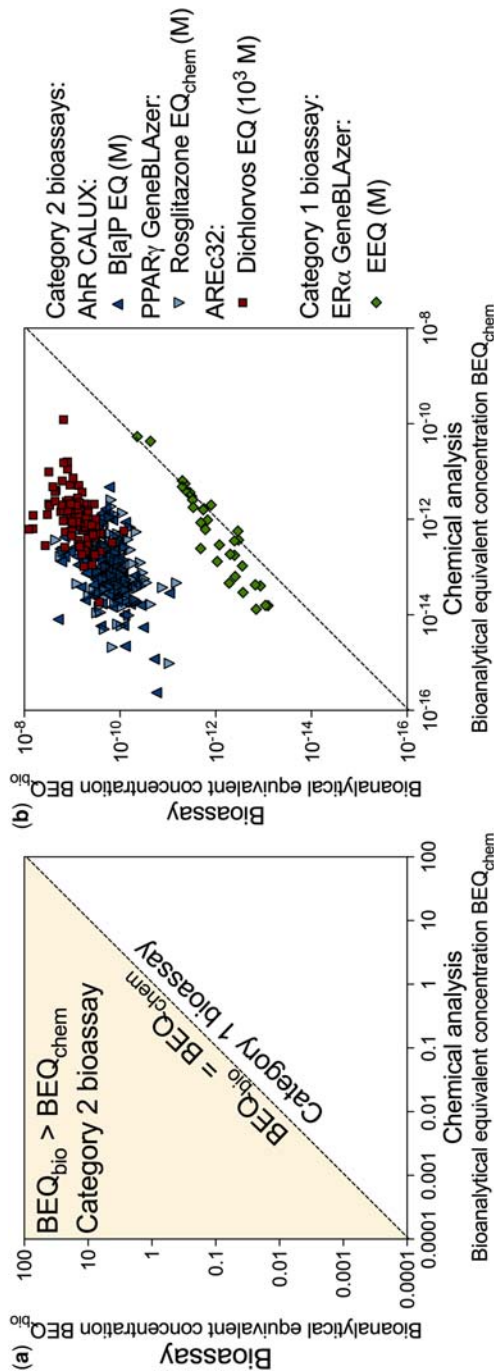 (a)
Bioassay
Bioanalytical equivalent concentration BEQbio
100
10
1
0.1
0.01
0.001
0.0001
BEQbio > BEQchem
Category 2 bioassay
BEQbio = BEQchem
Category 1 bioassay
0.0001 0.001 0.01 0.1 1 10 100
Chemical analysis
Bioanalytical equivalent concentration BEQchem
(b)
Bioassay
Bioanalytical equivalent concentration BEQbio
10-8
10-10
10-12
10-14
10-16
10-16 10-14 10-12 10-10 10-8
Chemical analysis
Bioanalytical equivalent concentration BEQchem
Category 2 bioassays:
AhR CALUX:
B[a]P EQ (M)
PPARγ GeneBLAzer:
Rosglitazone EQchem (M)
AREc32:
Dichlorvos EQ (10³ M)
Category 1 bioassay:
ERα GeneBLAzer:
EEQ (M)